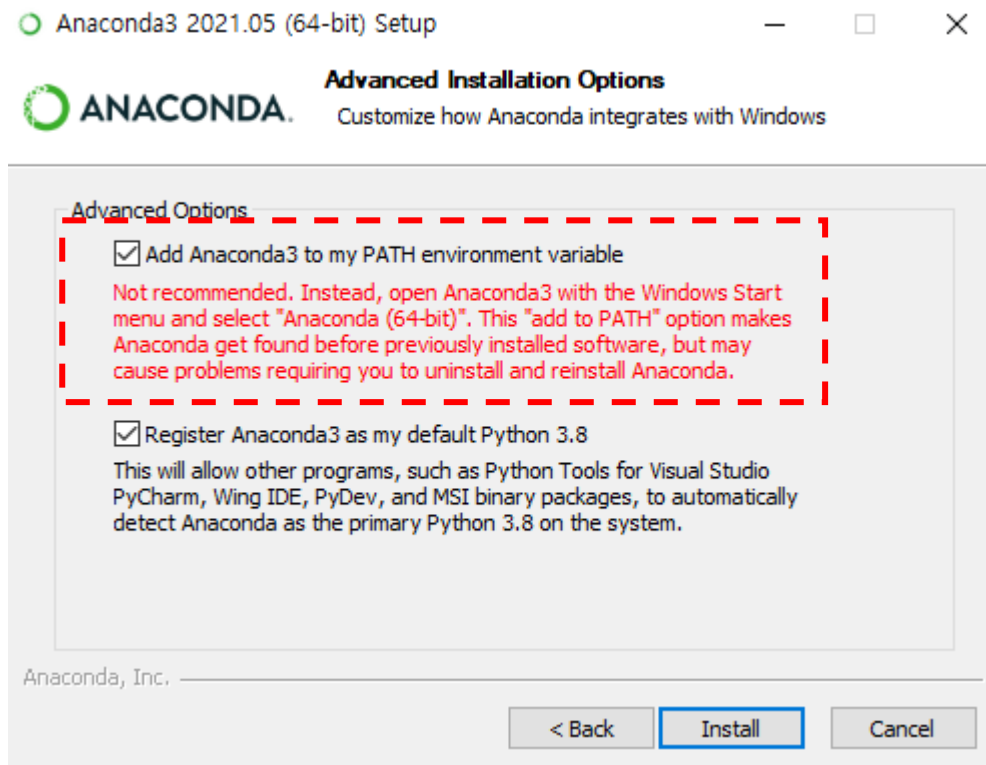 Anaconda3 2021.05 (64-bit) Setup
Advanced Installation Options
ANACONDA.
Customize how Anaconda integrates with Windows
Advanced Options
Add Anaconda3 to my PATH environment variable
Not recommended. Instead, open Anaconda3 with the Windows Start
menu and select "Anaconda (64-bit)". This "add to PATH" option makes
Anaconda get found before previously installed software, but may
cause problems requiring you to uninstall and reinstall Anaconda.
Register Anaconda3 as my default Python 3.8
This will allow other programs, such as Python Tools for Visual Studio
PyCharm, Wing IDE, PyDev, and MSI binary packages, to automatically
detect Anaconda as the primary Python 3.8 on the system.
Anaconda, Inc.
< Back
Install
Cancel